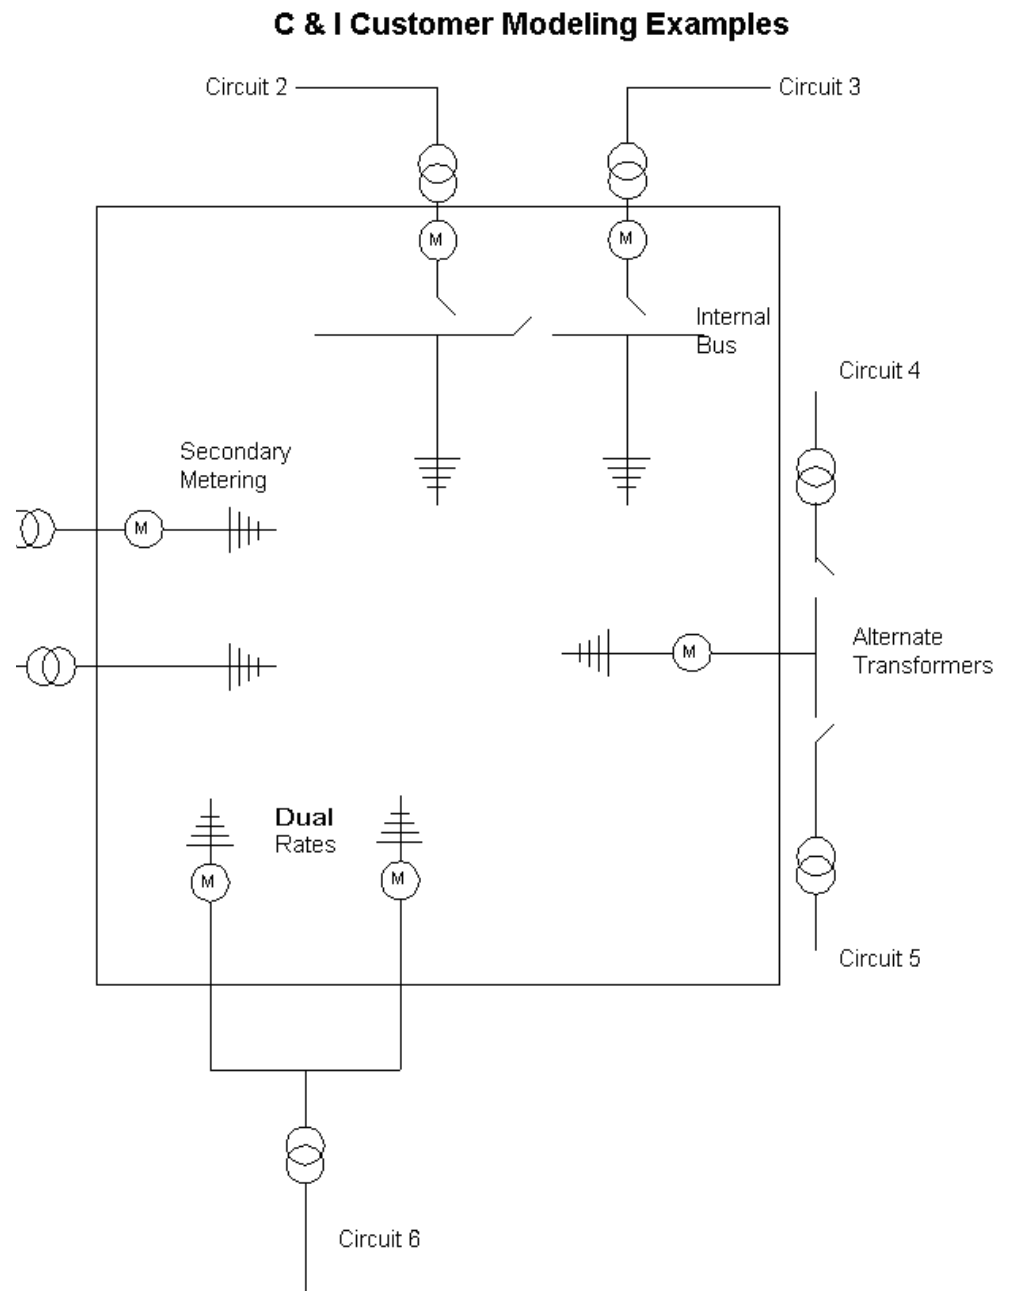 C & I Customer Modeling Examples
Circuit 2
Circuit 3
M
M
Internal
Bus
Circuit 4
Secondary
Metering
M
M
Alternate
Transformers
Dual
Rates
M
M
Circuit 5
Circuit 6